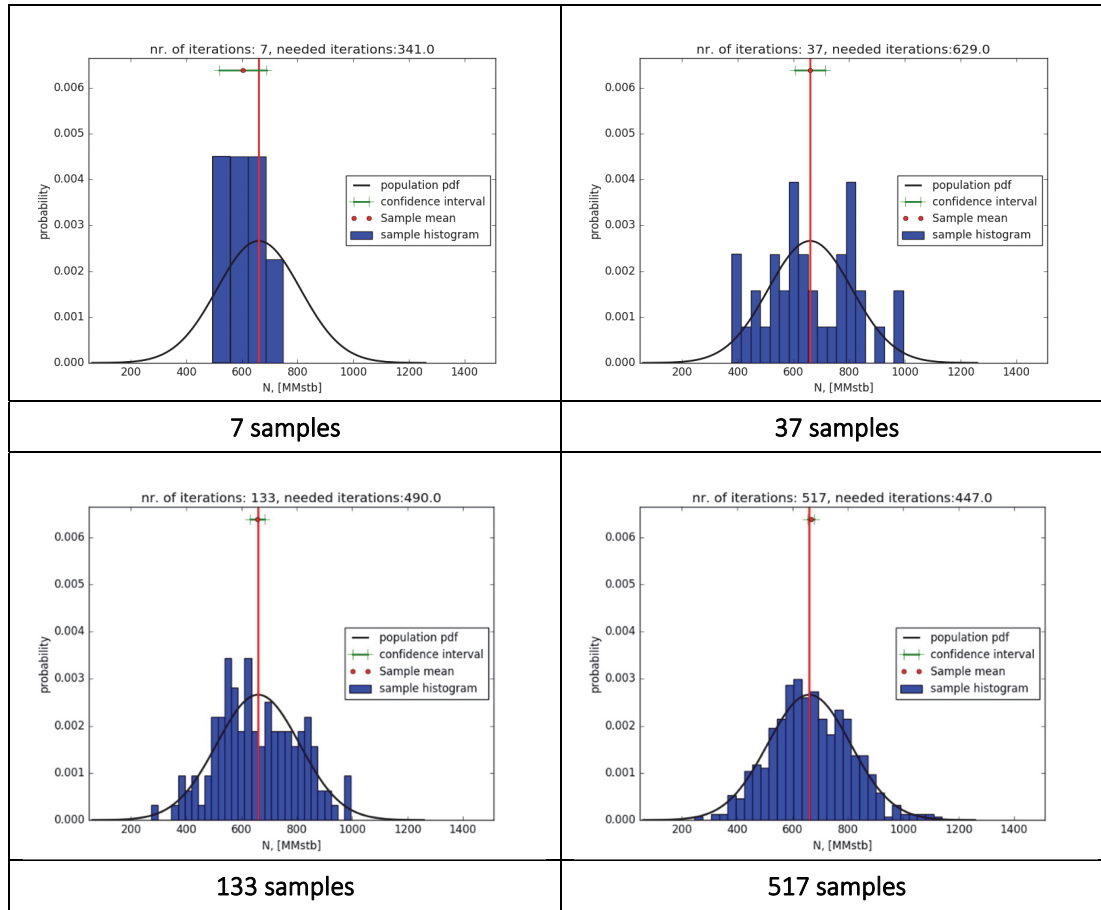 nr. of iterations: 7, needed iterations:341.0
0.006
0.005
0.004
0.003
0.002
0.001
0.000
probability
population pdf
confidence interval
Sample mean
sample histogram
200 400 600 800 1000 1200 1400
N, [MMstb]
7 samples
nr. of iterations: 37, needed iterations:629.0
0.006
0.005
0.004
0.003
0.002
0.001
0.000
probability
population pdf
confidence interval
Sample mean
sample histogram
200 400 600 800 1000 1200 1400
N, [MMstb]
37 samples
nr. of iterations: 133, needed iterations:490.0
0.006
0.005
0.004
0.003
0.002
0.001
0.000
probability
population pdf
confidence interval
Sample mean
sample histogram
200 400 600 800 1000 1200 1400
N, [MMstb]
133 samples
nr. of iterations: 517, needed iterations:447.0
0.006
0.005
0.004
0.003
0.002
0.001
0.000
probability
population pdf
confidence interval
Sample mean
sample histogram
200 400 600 800 1000 1200 1400
N, [MMstb]
517 samples